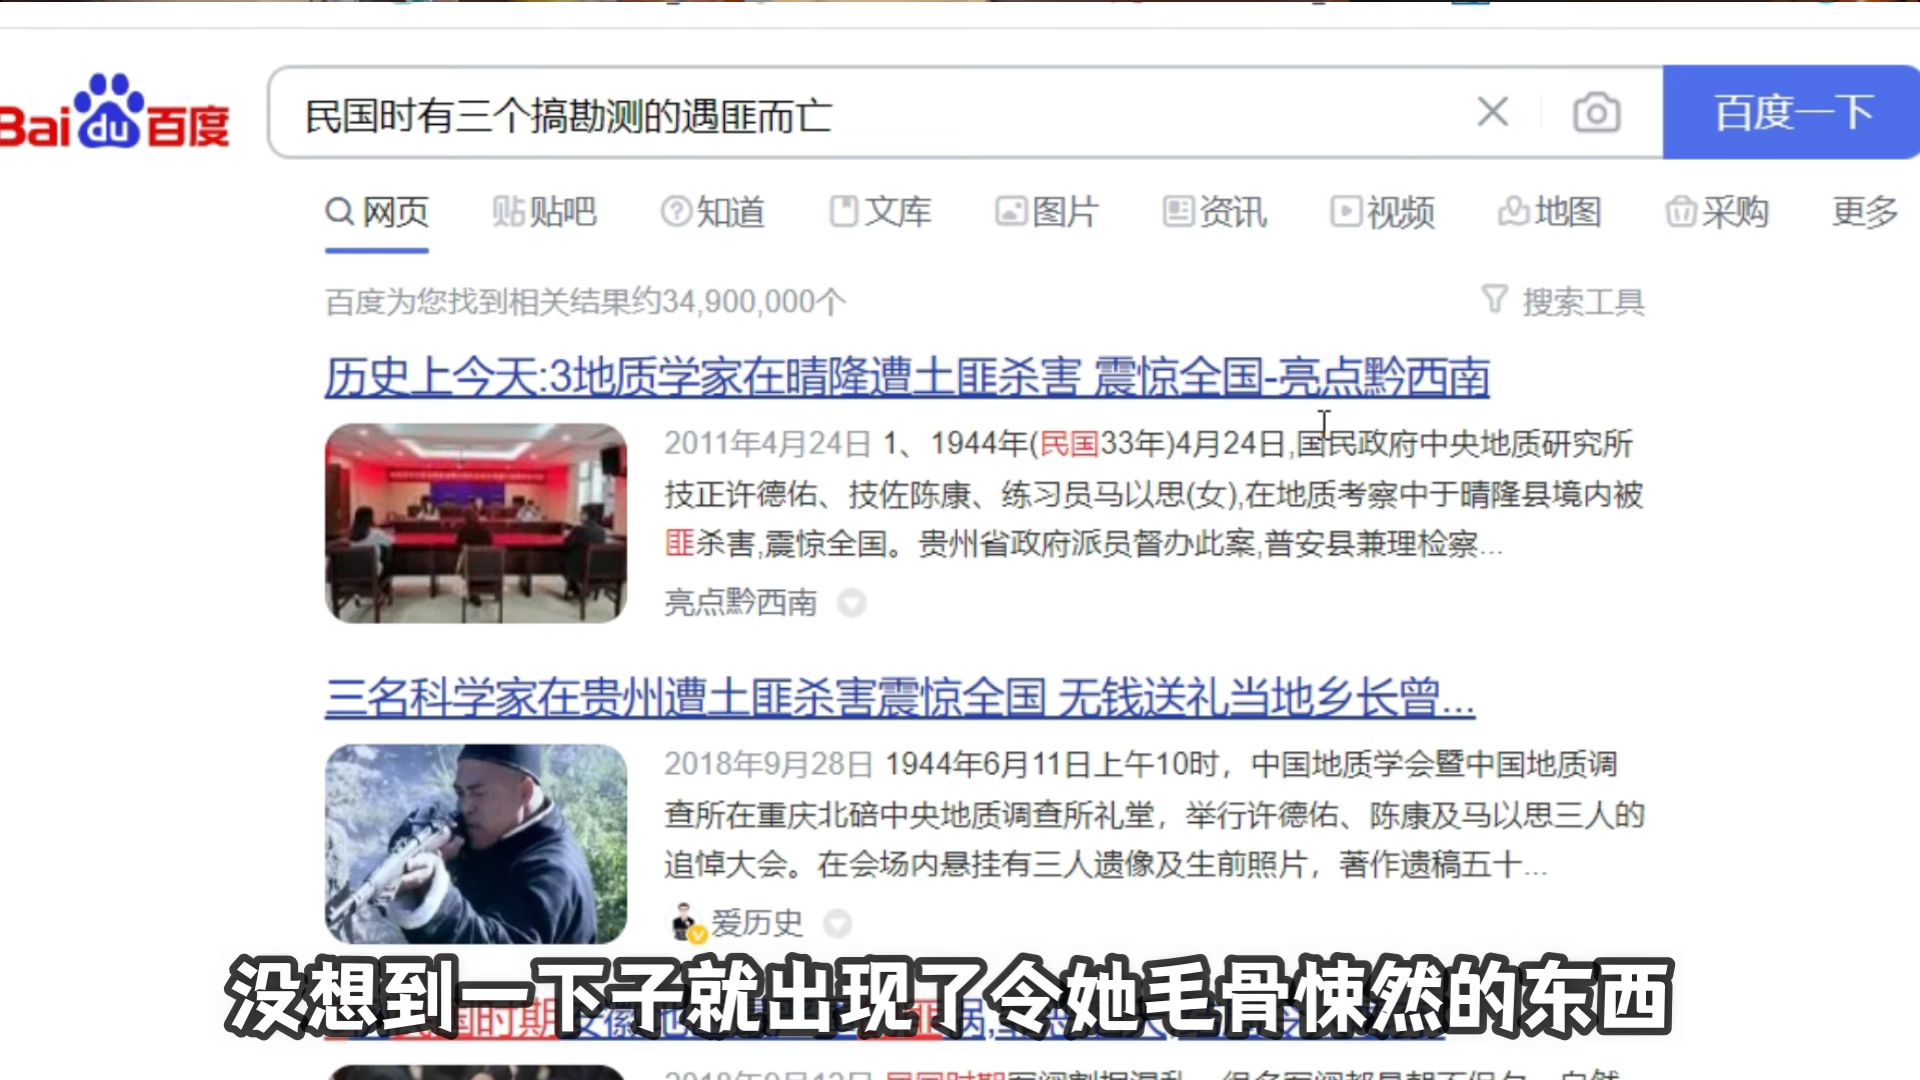 Bai du 百度
民国时有三个搞勘测的遇匪而亡
百度一下
网页 贴吧 知道 文库 图片 资讯 视频 地图 采购 更多
百度为您找到相关结果约34,900,000个
搜索工具
历史上今天:3地质学家在晴隆遭土匪杀害 震惊全国-亮点黔西南
2011年4月24日 1、1944年(民国33年)4月24日,国民政府中央地质研究所
技正许德佑、技佐陈康、练习员马以思(女),在地质考察中于晴隆县境内被
匪杀害,震惊全国。贵州省政府派员督办此案,普安县兼理检察...
亮点黔西南
三名科学家在贵州遭土匪杀害震惊全国 无钱送礼当地乡长曾...
2018年9月28日 1944年6月11日上午10时，中国地质学会暨中国地质调
查所在重庆北碚中央地质调查所礼堂，举行许德佑、陈康及马以思三人的
追悼大会。在会场内悬挂有三人遗像及生前照片，著作遗稿五十...
爱历史
没想到一下子就出现了令她毛骨悚然的东西